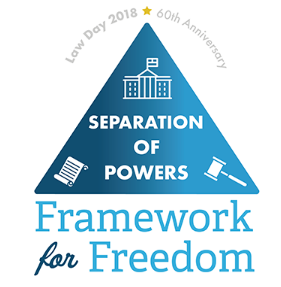 Law Day 2018 ★ 60th Anniversary
SEPARATION
OF
POWERS
Framework
for Freedom